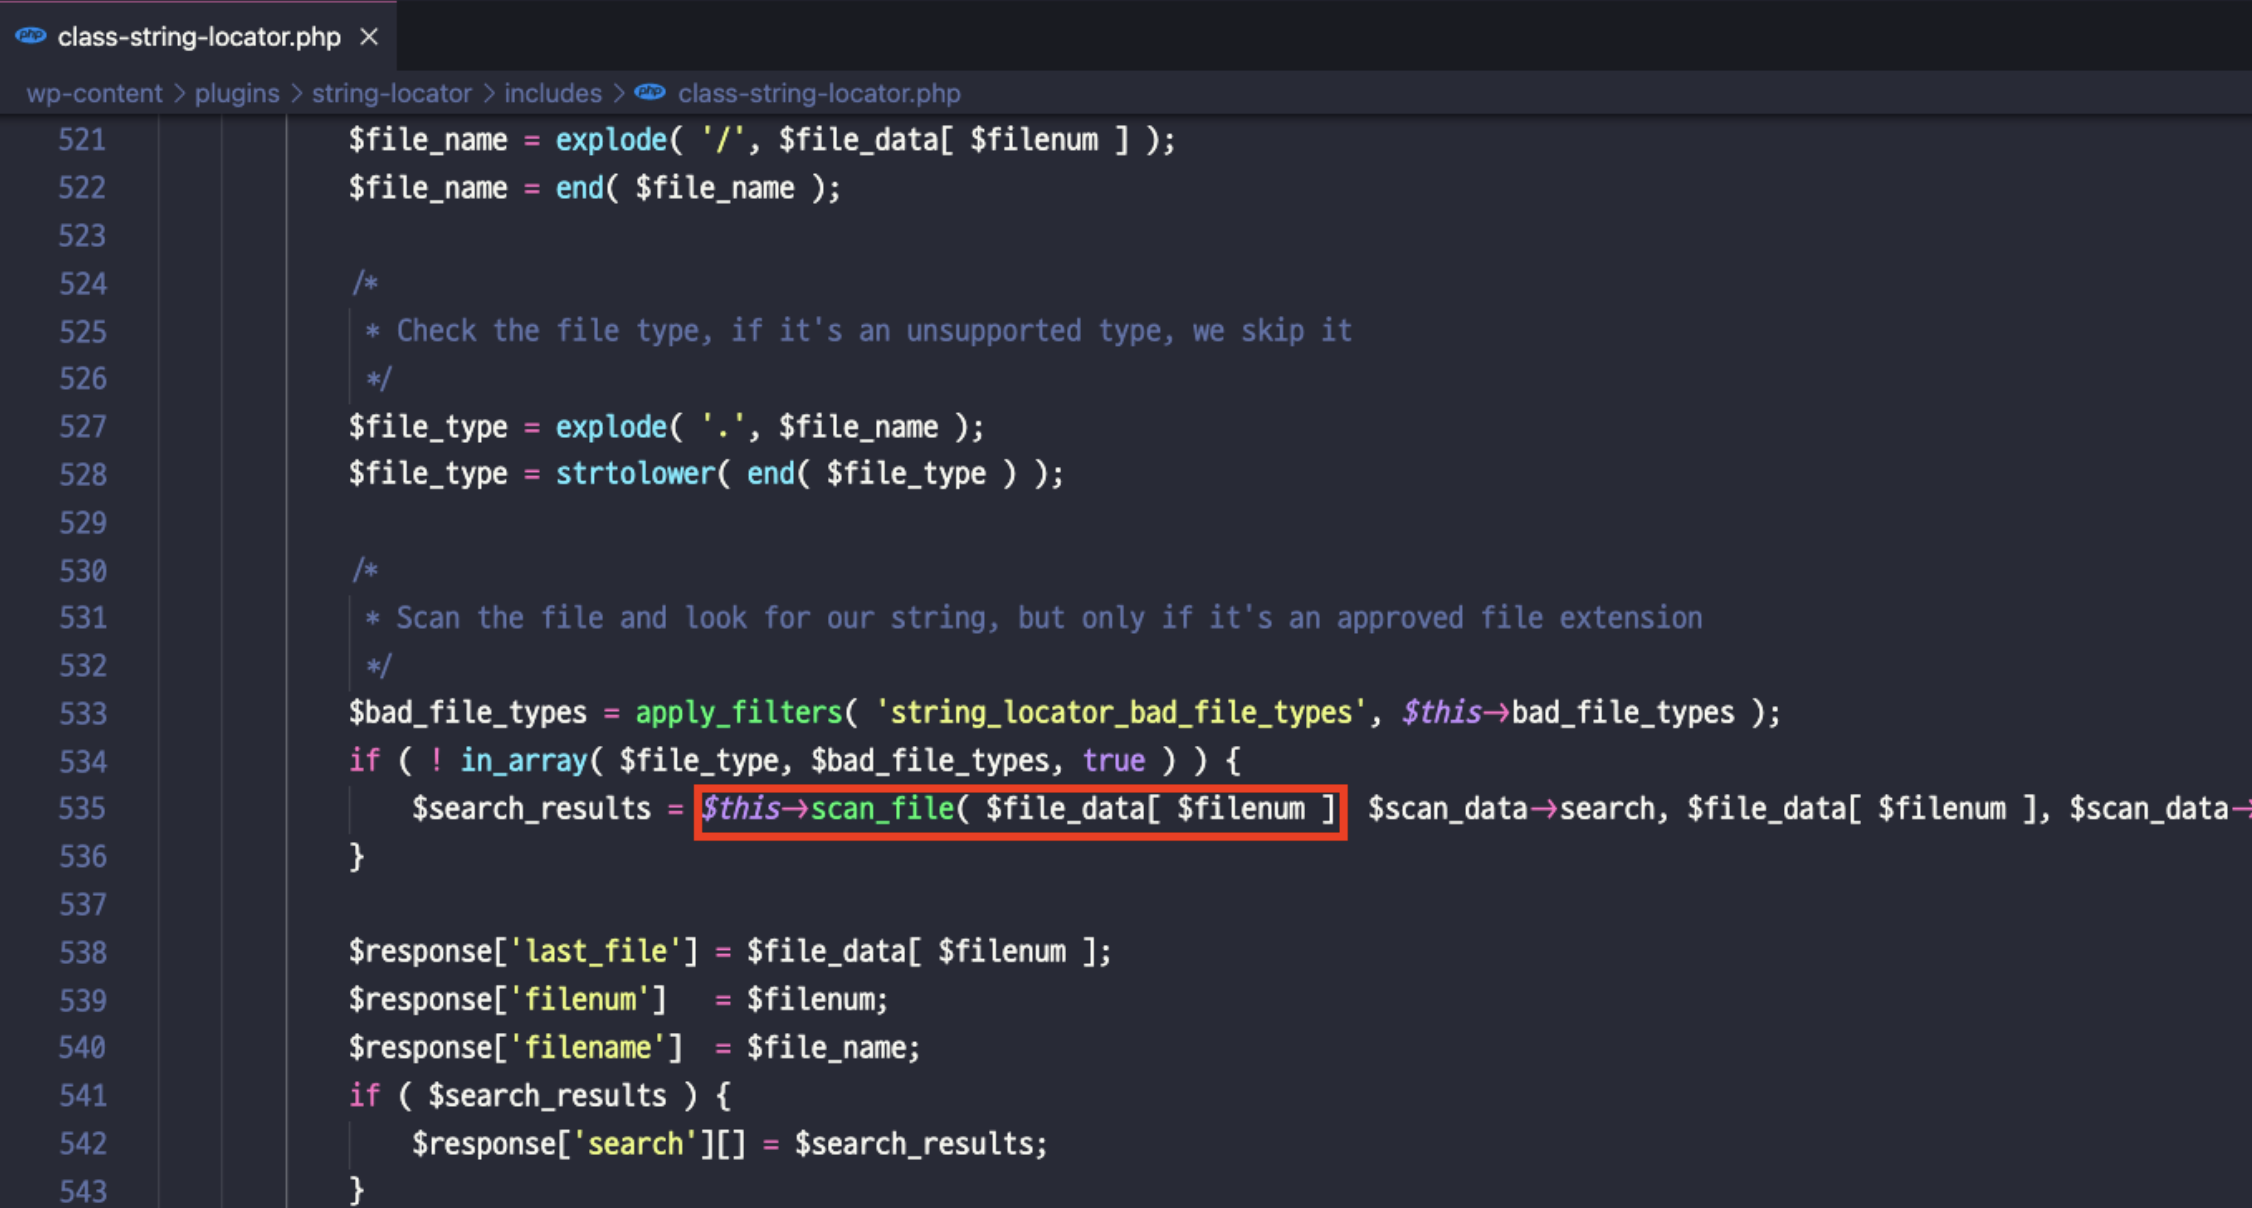 php class-string-locator.php ×
wp-content > plugins > string-locator > includes > php class-string-locator.php
521 $file_name = explode( '/', $file_data[ $filenum ] );
522 $file_name = end( $file_name );
523
524 /*
525 * Check the file type, if it's an unsupported type, we skip it
526 */
527 $file_type = explode( '.', $file_name );
528 $file_type = strtolower( end( $file_type ) );
529
530 /*
531 * Scan the file and look for our string, but only if it's an approved file extension
532 */
533 $bad_file_types = apply_filters( 'string_locator_bad_file_types', $this->bad_file_types );
534 if ( ! in_array( $file_type, $bad_file_types, true ) ) {
535 $search_results = $this->scan_file( $file_data[ $filenum ] $scan_data->search, $file_data[ $filenum ], $scan_data->
536 }
537
538 $response['last_file'] = $file_data[ $filenum ];
539 $response['filenum'] = $filenum;
540 $response['filename'] = $file_name;
541 if ( $search_results ) {
542 $response['search'][] = $search_results;
543 }